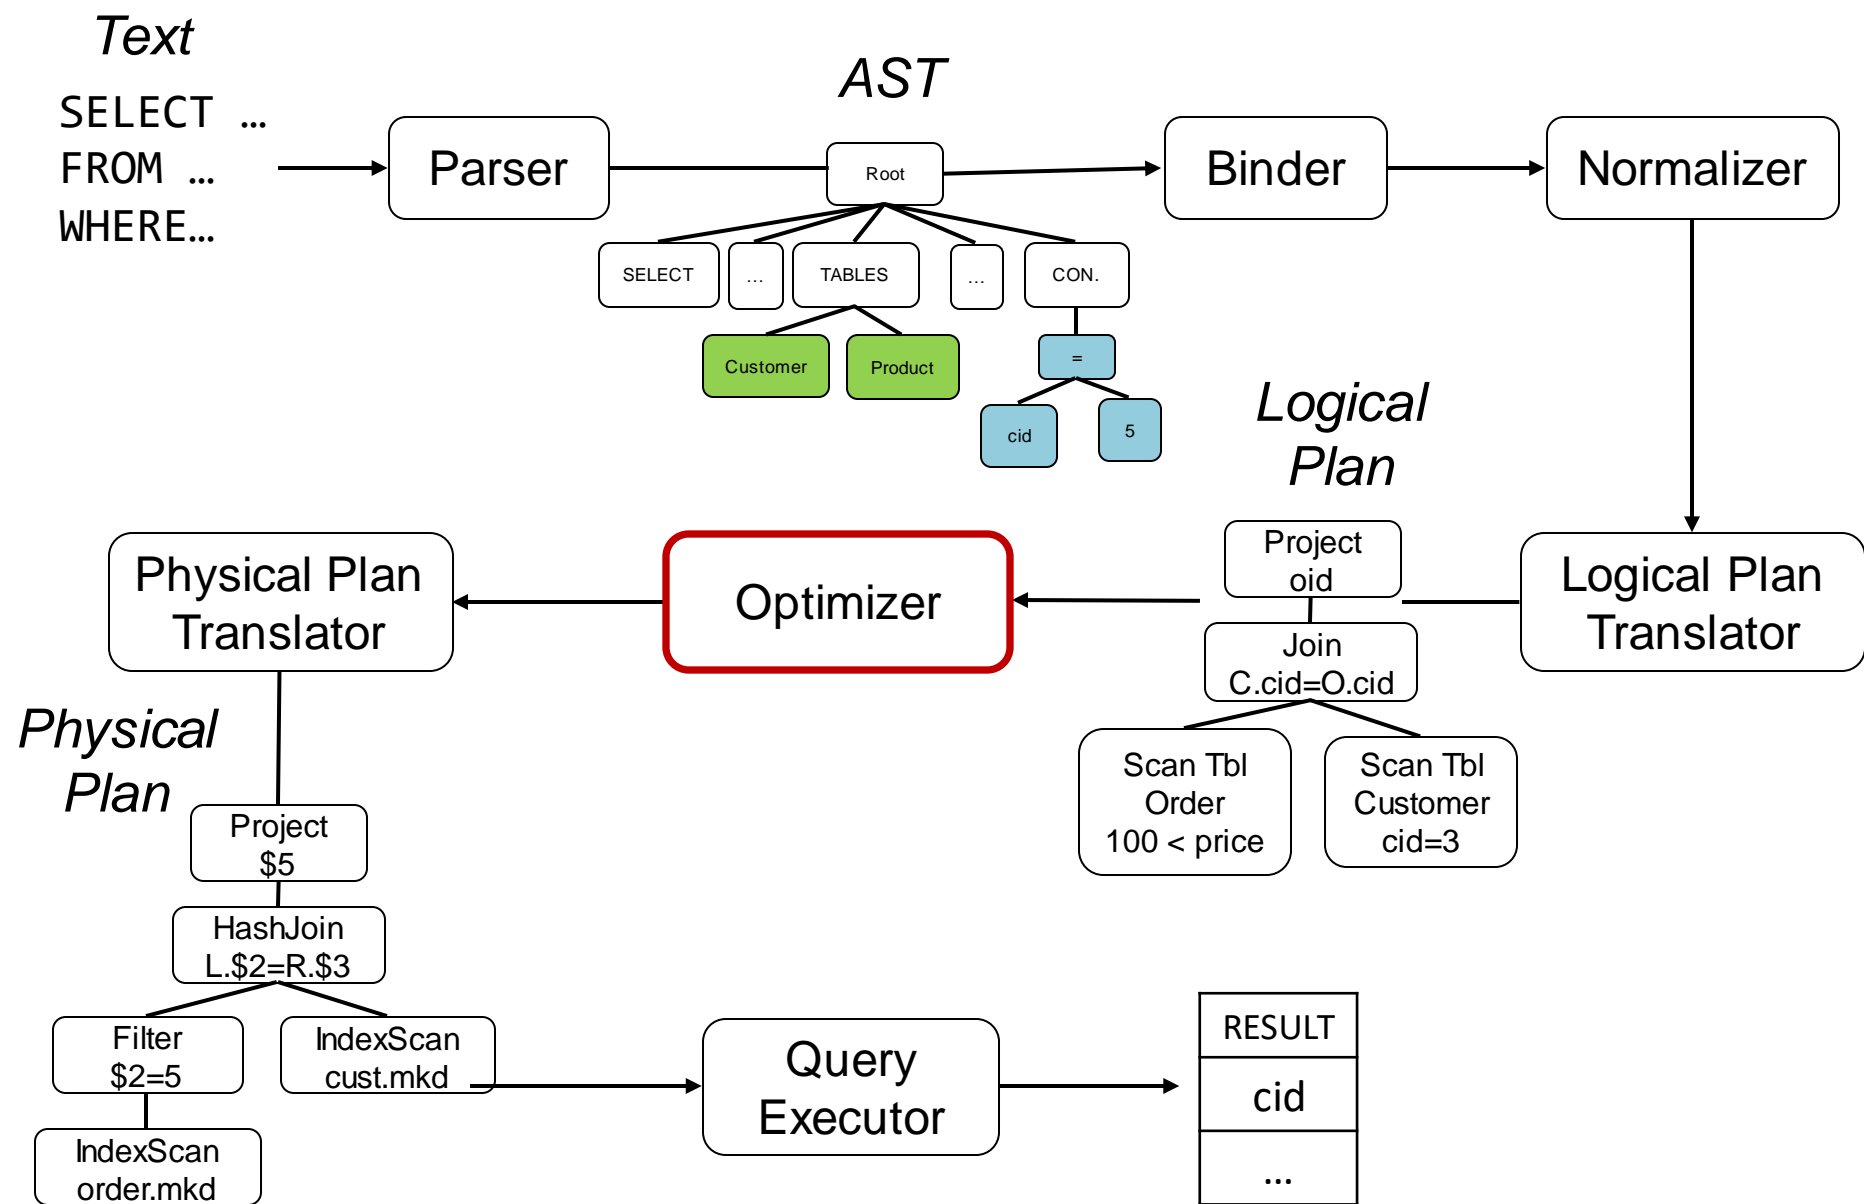 Text
SELECT …
FROM …
WHERE…
Parser
AST
Root
SELECT
…
TABLES
…
CON.
Customer
Product
=
cid
5
Binder
Normalizer
Logical
Plan
Logical Plan
Translator
Project
oid
Join
C.cid=O.cid
Scan Tbl
Order
100 < price
Scan Tbl
Customer
cid=3
Optimizer
Physical Plan
Translator
Physical
Plan
Project
$5
HashJoin
L.$2=R.$3
Filter
$2=5
IndexScan
order.mkd
IndexScan
cust.mkd
Query
Executor
RESULT
cid
…